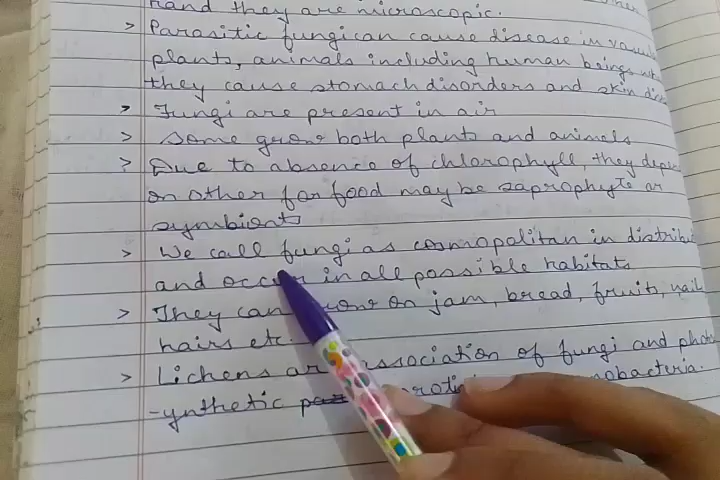 hand they are microscopic.
> Parasitic fungi can cause disease in
plants, animals including human beings,
they cause stomach disorders and skin
> Fungi are present in air
> Some grow both plants and animals
> Due to absence of chlorophyll, they
on other for food may be saprophyte or
symbionts
> We call fungi as cosmopolitan in
and occur in all possible habitats
> They can grow on jam, bread, fruits, nail
hairs etc.
> Lichens are association of fungi and
-ynthetic